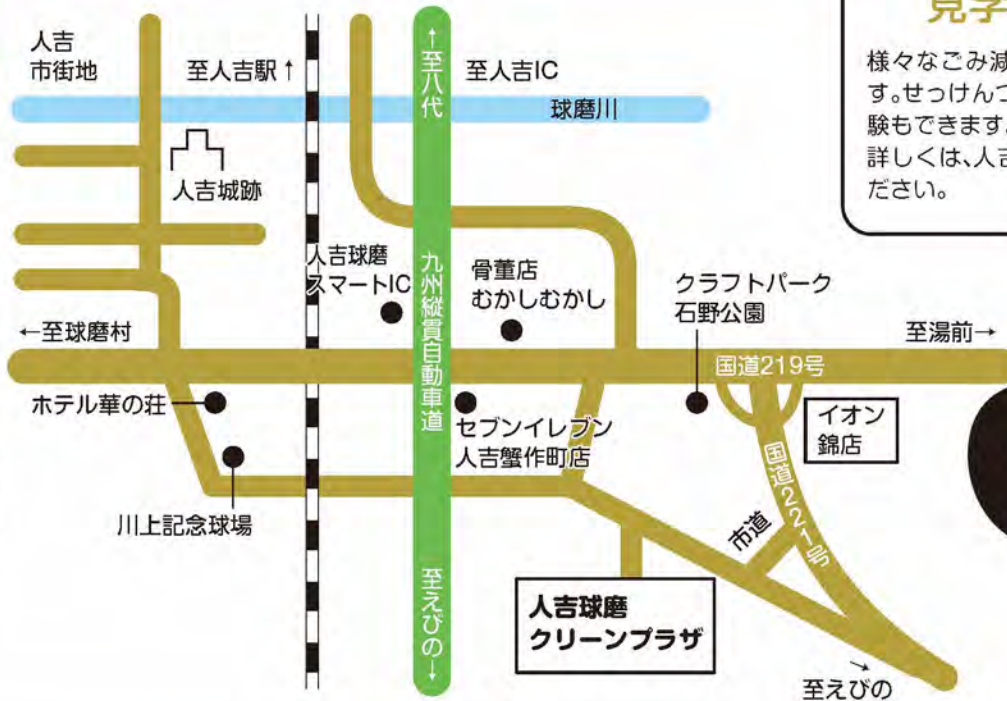 人吉
市街地
至人吉駅↑
↑至八代
至人吉IC
球磨川
人吉城跡
人吉球磨
スマートIC
九州縦貫自動車道
骨董店
むかしむかし
クラフトパーク
石野公園
←至球磨村
至湯前→
国道219号
ホテル華の荘
セブンイレブン
人吉蟹作町店
イオン
錦店
国道221号
川上記念球場
市道
至えびの→
人吉球磨
クリーンプラザ
→
至えびの
見学
様々なごみ減
す。せっけんづ
験もできます。
詳しくは、人吉
ださい。